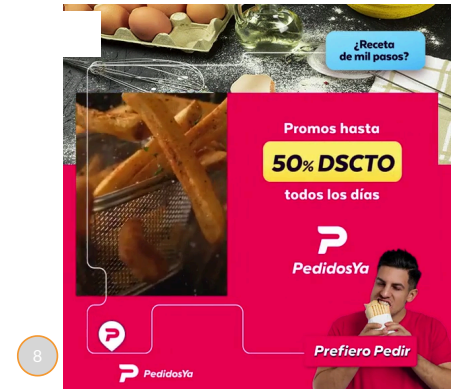 ¿Receta
de mil pasos?
Promos hasta
50% DSCTO
todos los días
PedidosYa
Prefiero Pedir
PedidosYa
8